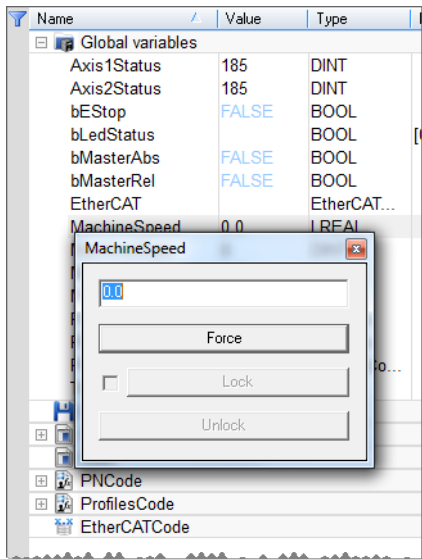 Name Value Type
Global variables
Axis1Status 185 DINT
Axis2Status 185 DINT
bEStop FALSE BOOL
bLedStatus BOOL
bMasterAbs FALSE BOOL
bMasterRel FALSE BOOL
EtherCAT EtherCAT...
MachineSpeed 0.0 LREAL
MachineSpeed
0.0
Force
Lock
Unlock
PNCode
ProfilesCode
EtherCATCode